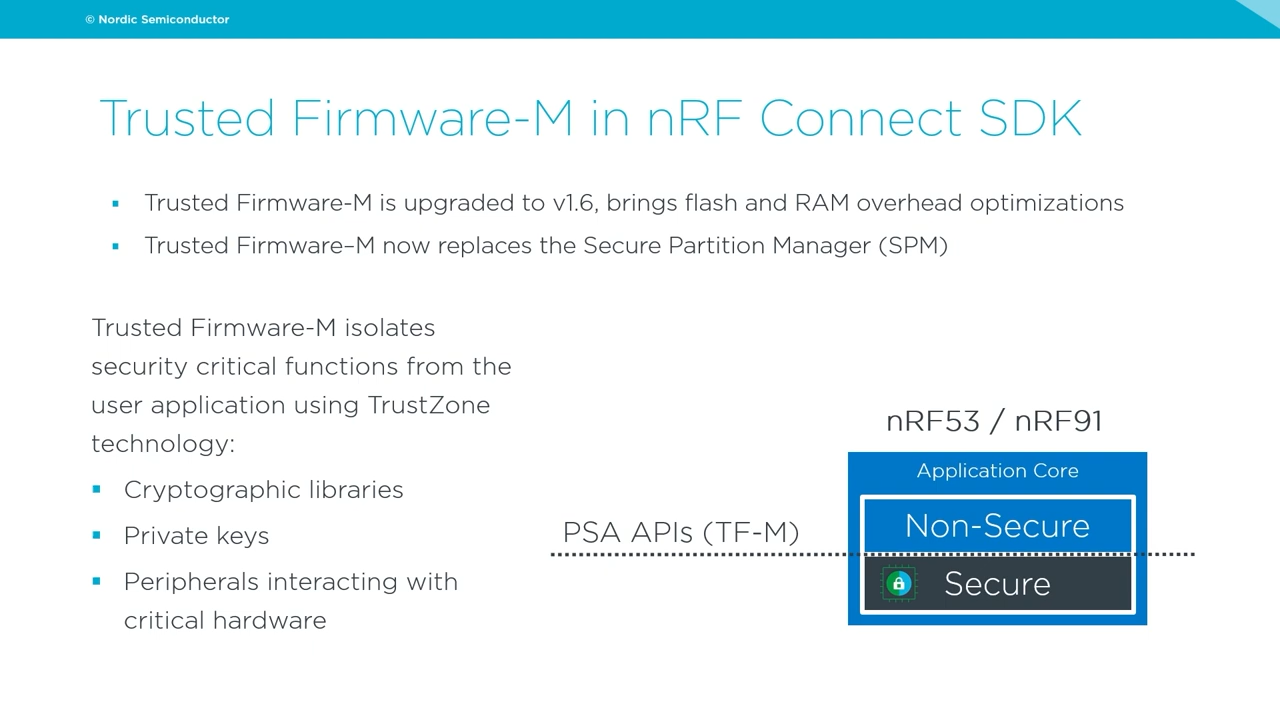 © Nordic Semiconductor
Trusted Firmware-M in nRF Connect SDK
▪ Trusted Firmware-M is upgraded to v1.6, brings flash and RAM overhead optimizations
▪ Trusted Firmware–M now replaces the Secure Partition Manager (SPM)
Trusted Firmware-M isolates
security critical functions from the
user application using TrustZone
technology:
▪ Cryptographic libraries
▪ Private keys
▪ Peripherals interacting with
critical hardware
nRF53 / nRF91
Application Core
PSA APIs (TF-M)
Non-Secure
Secure